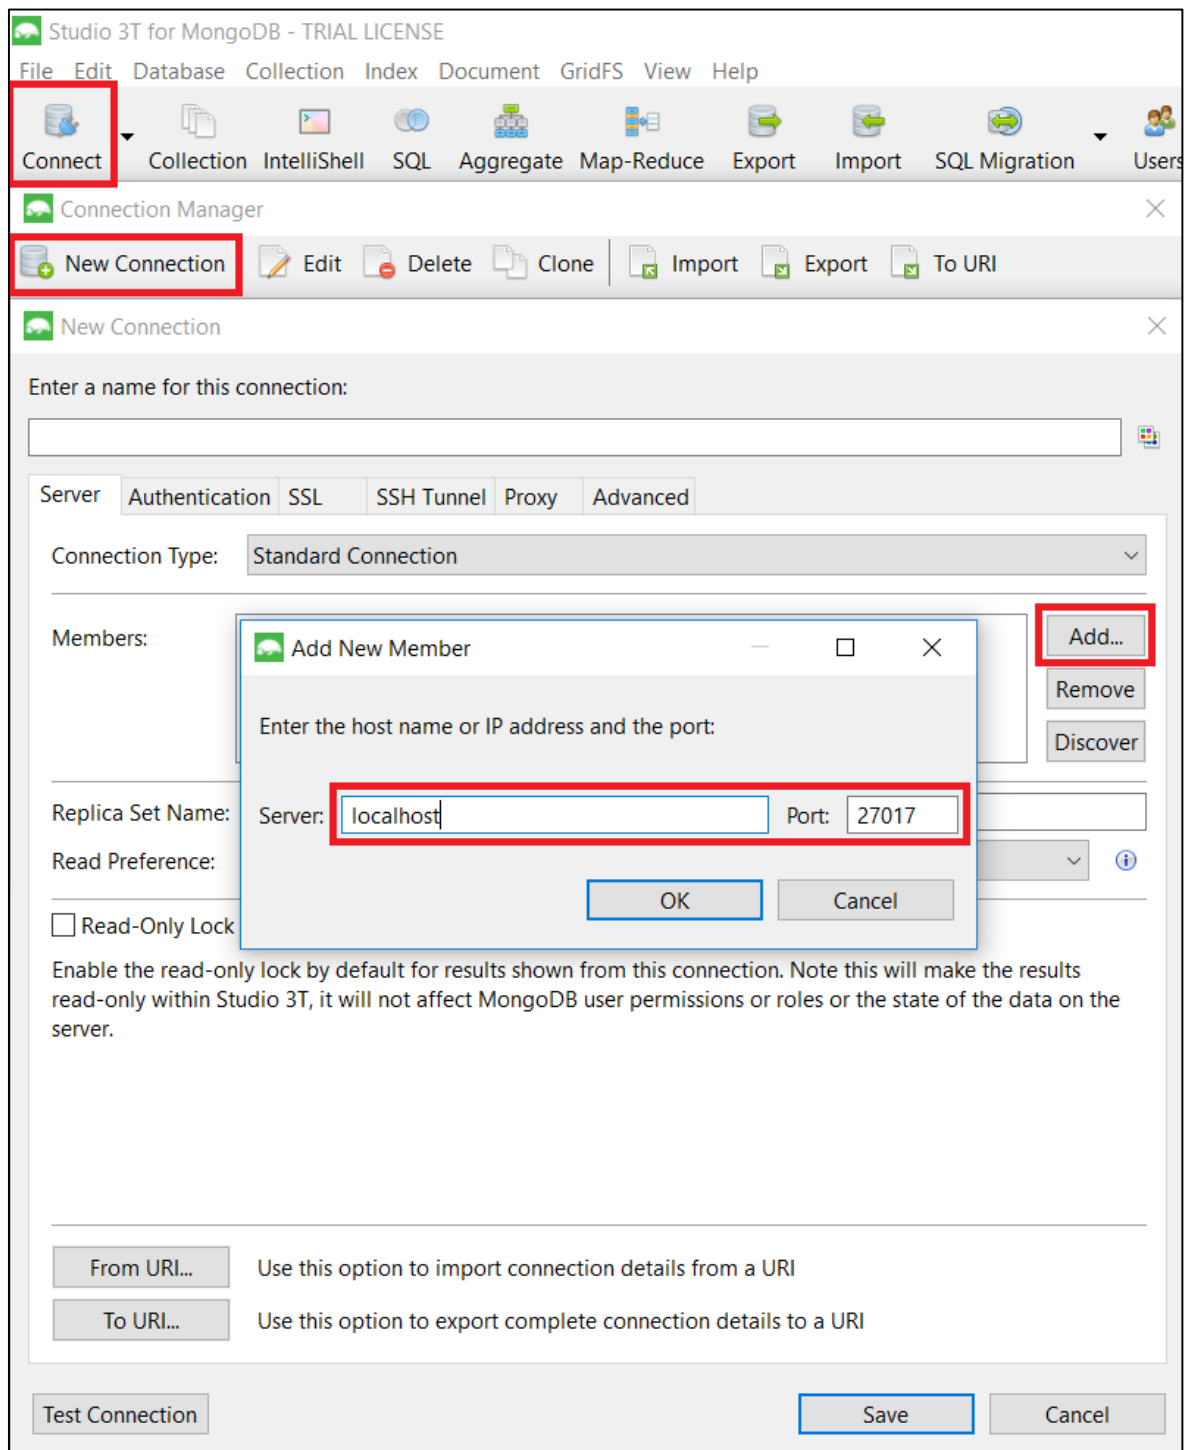 Studio 3T for MongoDB - TRIAL LICENSE
File Edit Database Collection Index Document GridFS View Help
Connect Collection IntelliShell SQL Aggregate Map-Reduce Export Import SQL Migration Users
Connection Manager
New Connection Edit Delete Clone Import Export To URI
New Connection
Enter a name for this connection:
Server Authentication SSL SSH Tunnel Proxy Advanced
Connection Type: Standard Connection
Members: Add...
Add New Member
Remove
Enter the host name or IP address and the port:
Discover
Replica Set Name:
Server: localhost Port: 27017
Read Preference:
OK Cancel
Read-Only Lock
Enable the read-only lock by default for results shown from this connection. Note this will make the results
read-only within Studio 3T, it will not affect MongoDB user permissions or roles or the state of the data on the
server.
From URI... Use this option to import connection details from a URI
To URI... Use this option to export complete connection details to a URI
Test Connection Save Cancel